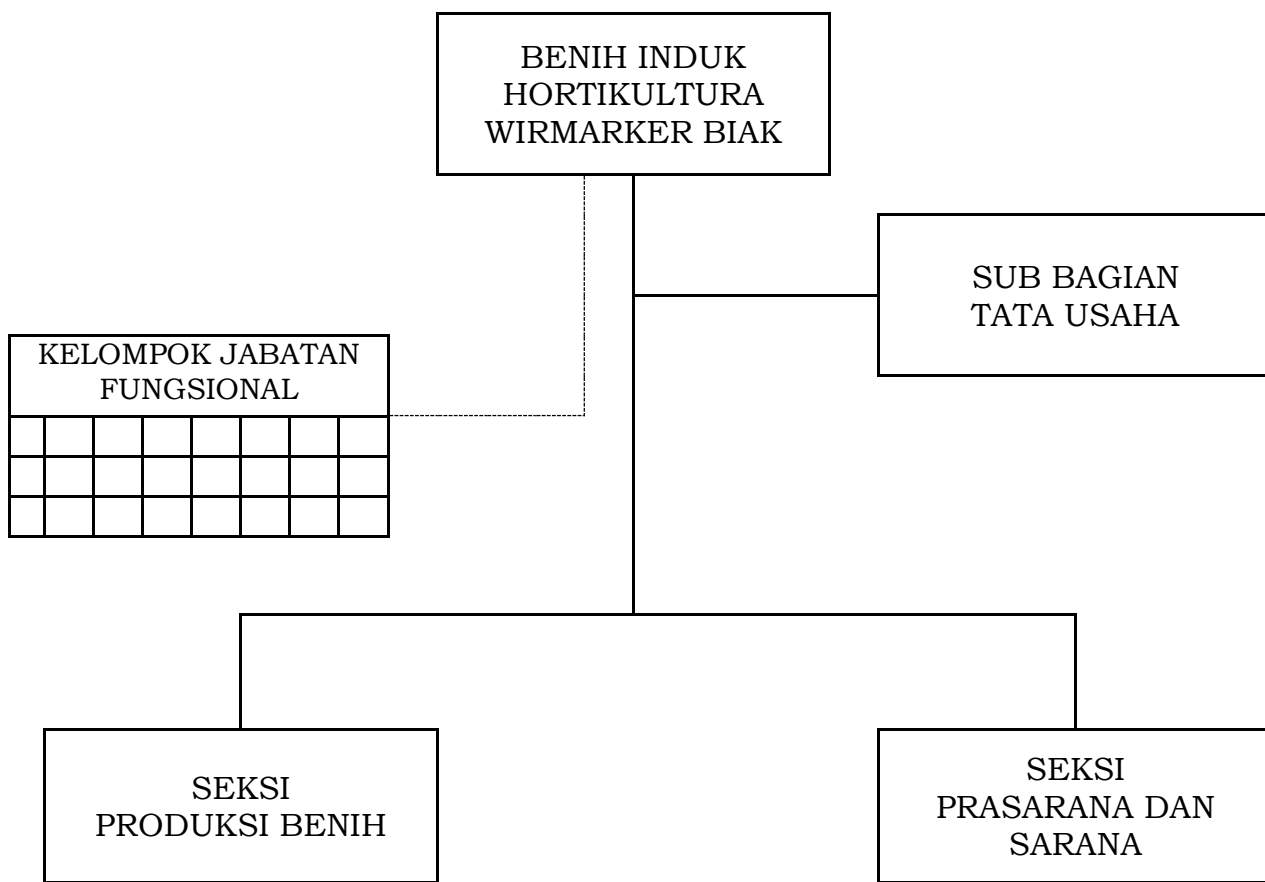 BENIH INDUK
HORTIKULTURA
WIRMARKER BIAK
SUB BAGIAN
TATA USAHA
KELOMPOK JABATAN
FUNGSIONAL
SEKSI
PRODUKSI BENIH
SEKSI
PRASARANA DAN
SARANA